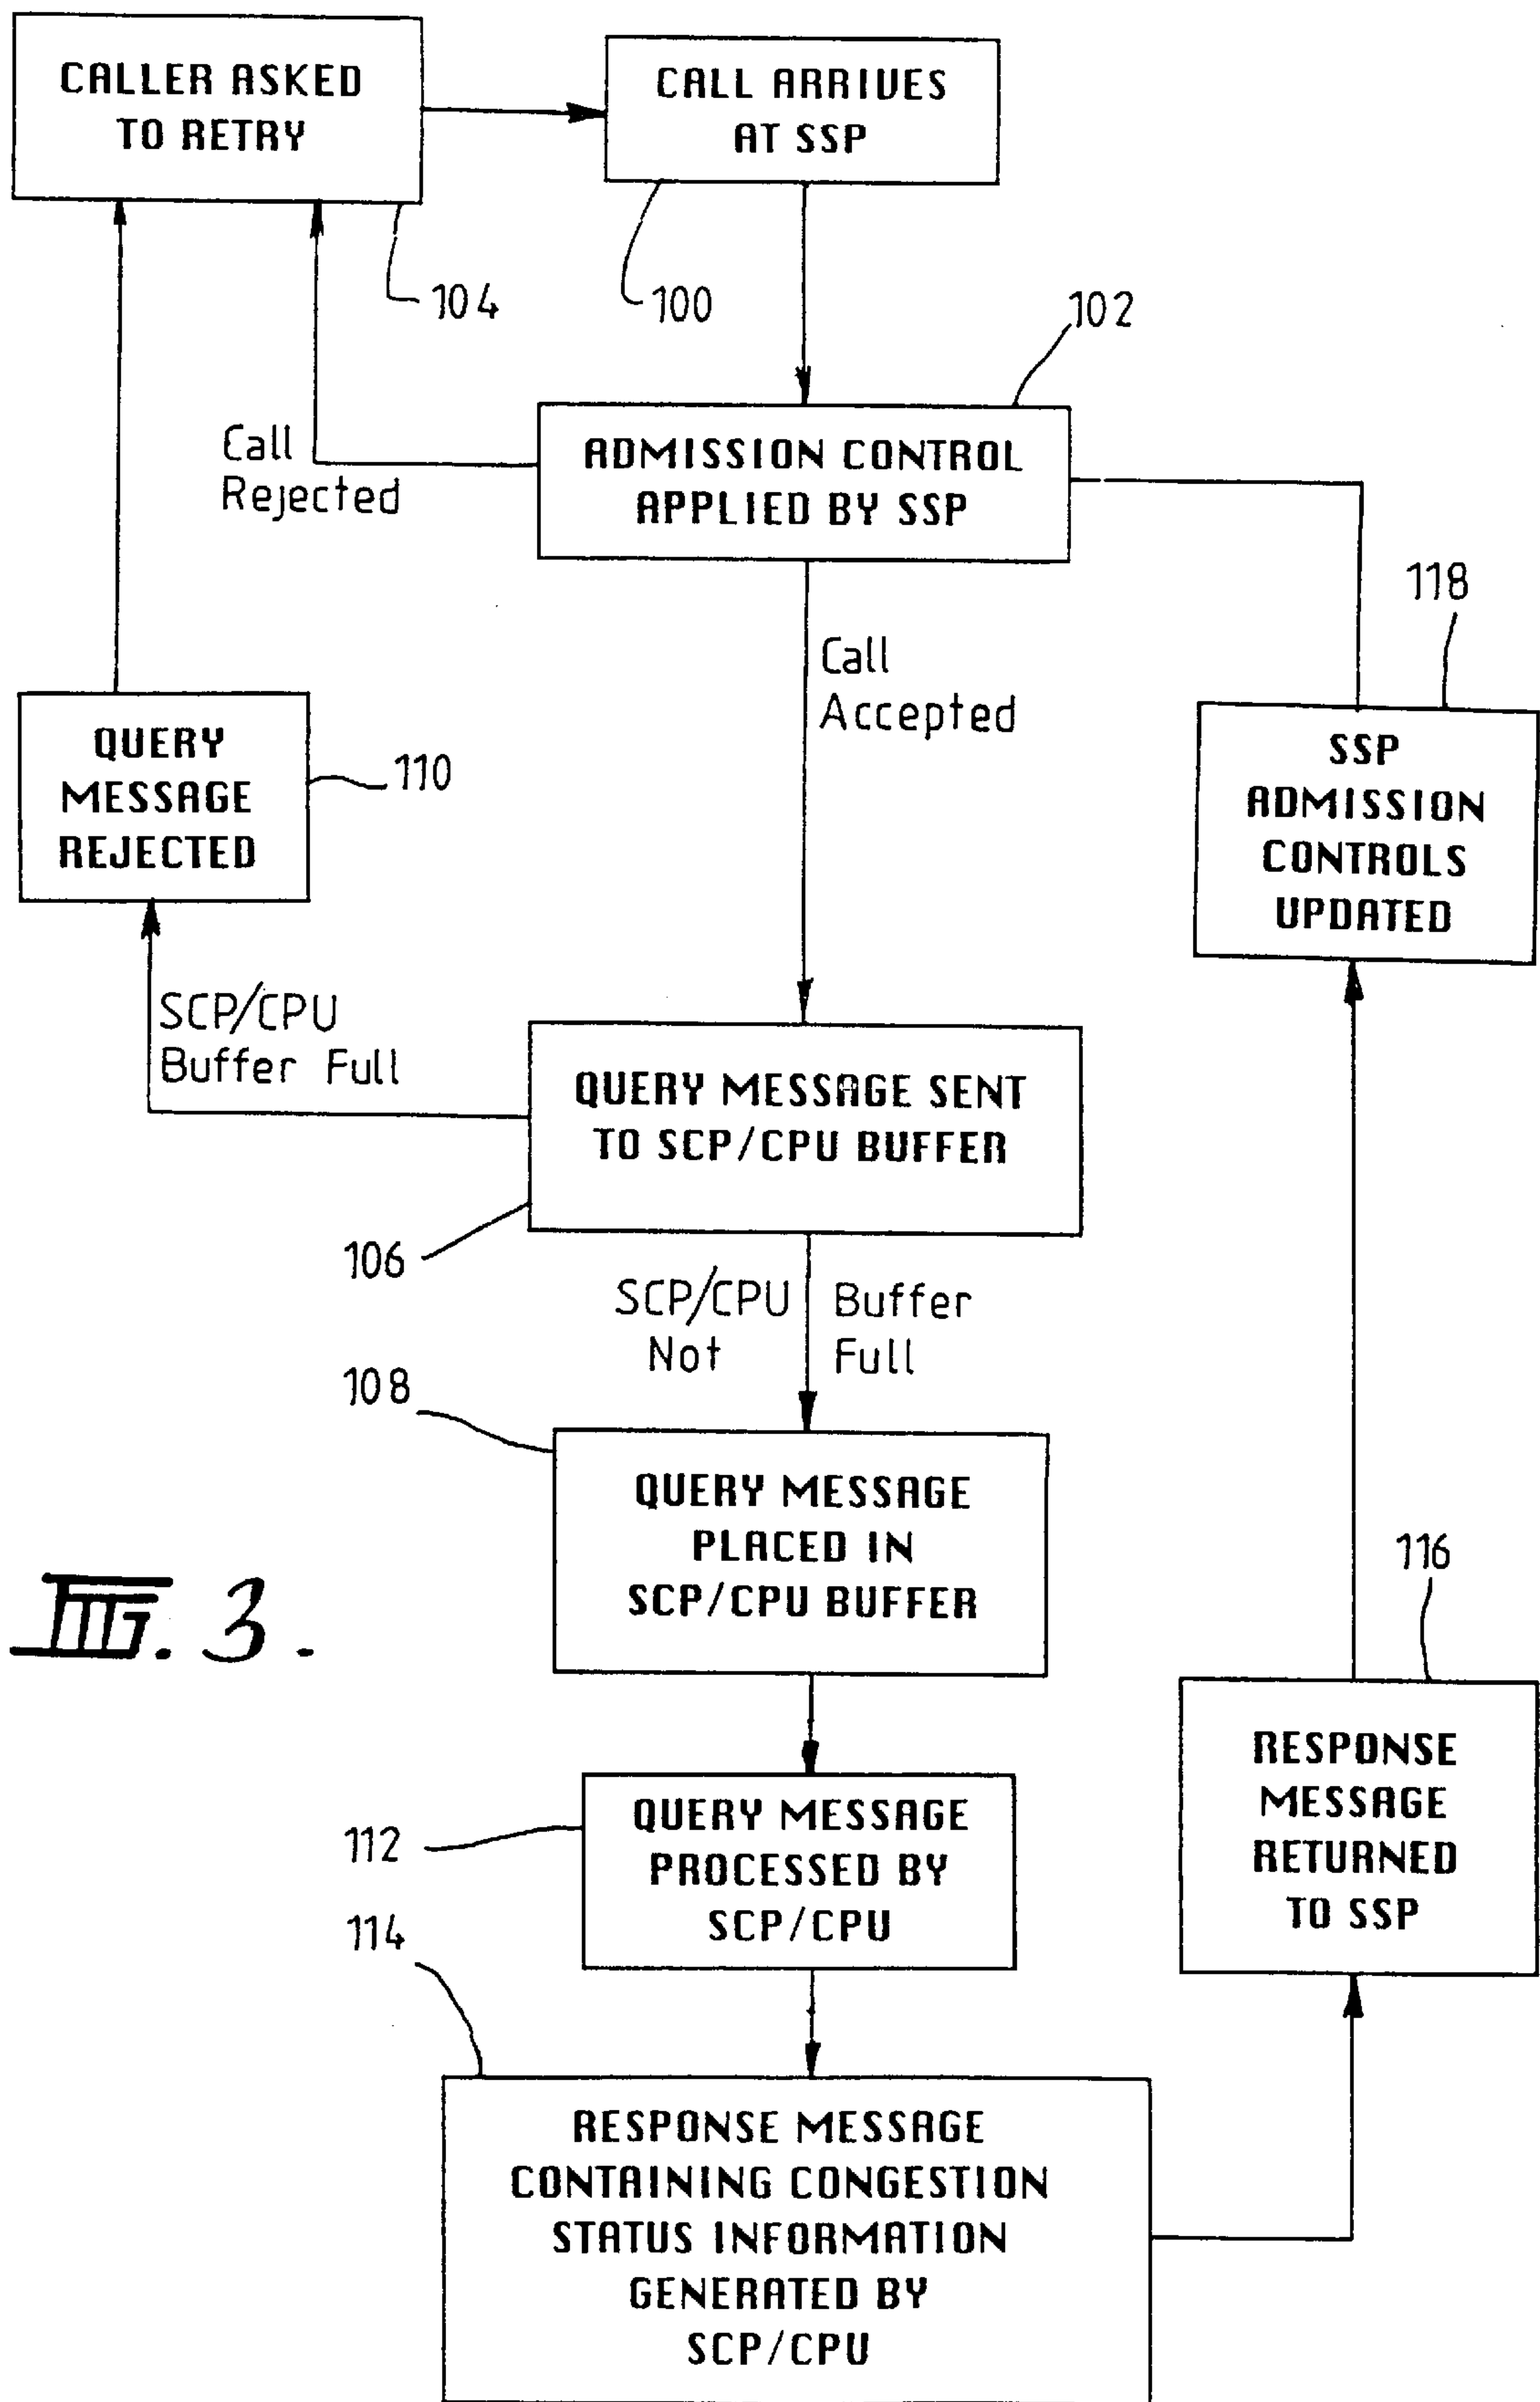 CALLER ASKED
TO RETRY
CALL ARRIVES
AT SSP
104
100
102
Call
Rejected
ADMISSION CONTROL
APPLIED BY SSP
118
Call
Accepted
QUERY
MESSAGE
REJECTED
110
SSP
ADMISSION
CONTROLS
UPDATED
SCP/CPU
Buffer Full
QUERY MESSAGE SENT
TO SCP/CPU BUFFER
106
SCP/CPU Buffer
Not Full
108
QUERY MESSAGE
PLACED IN
SCP/CPU BUFFER
FIG. 3.
116
RESPONSE
MESSAGE
RETURNED
TO SSP
112
QUERY MESSAGE
PROCESSED BY
SCP/CPU
114
RESPONSE MESSAGE
CONTAINING CONGESTION
STATUS INFORMATION
GENERATED BY
SCP/CPU